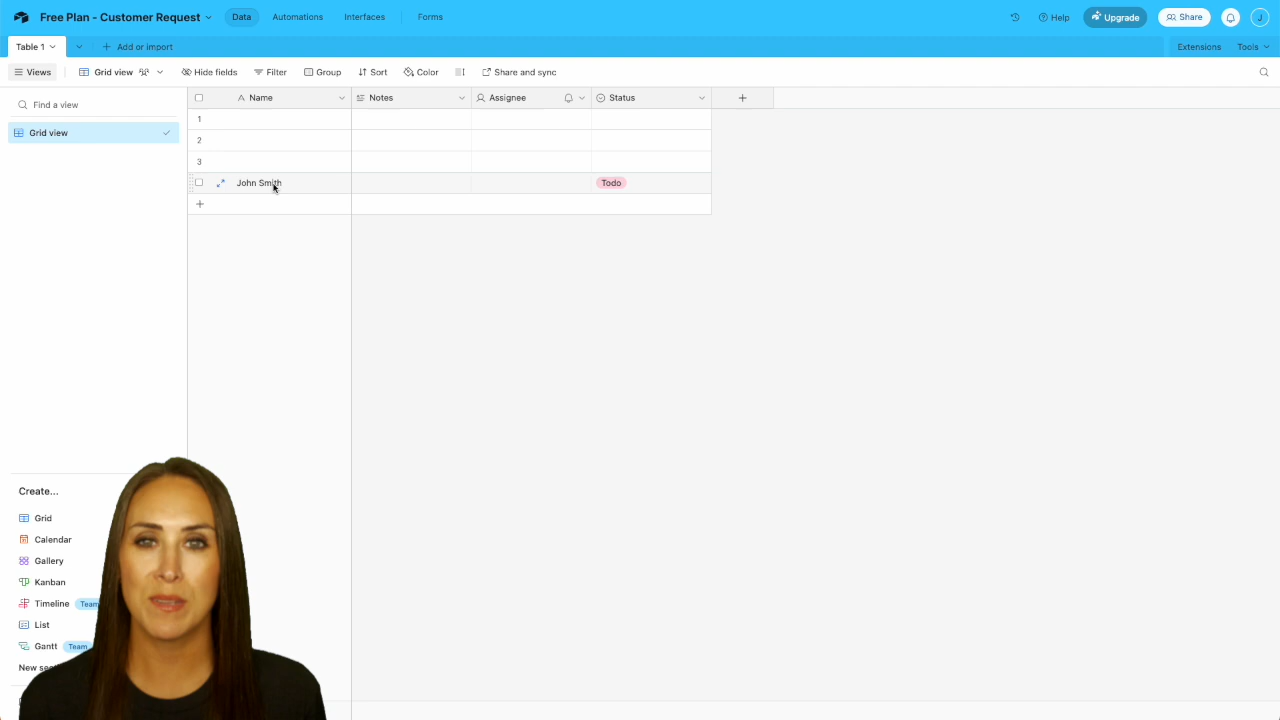 Free Plan - Customer Request
Data
Automations
Interfaces
Forms
Help
Upgrade
Share
J
Table 1
Add or import
Extensions
Tools
Views
Grid view
Hide fields
Filter
Group
Sort
Color
Share and sync
Find a view
Grid view
Name
Notes
Assignee
Status
1
2
3
John Smith
Todo
Create...
Grid
Calendar
Gallery
Kanban
Timeline
Team
List
Gantt
Team
New